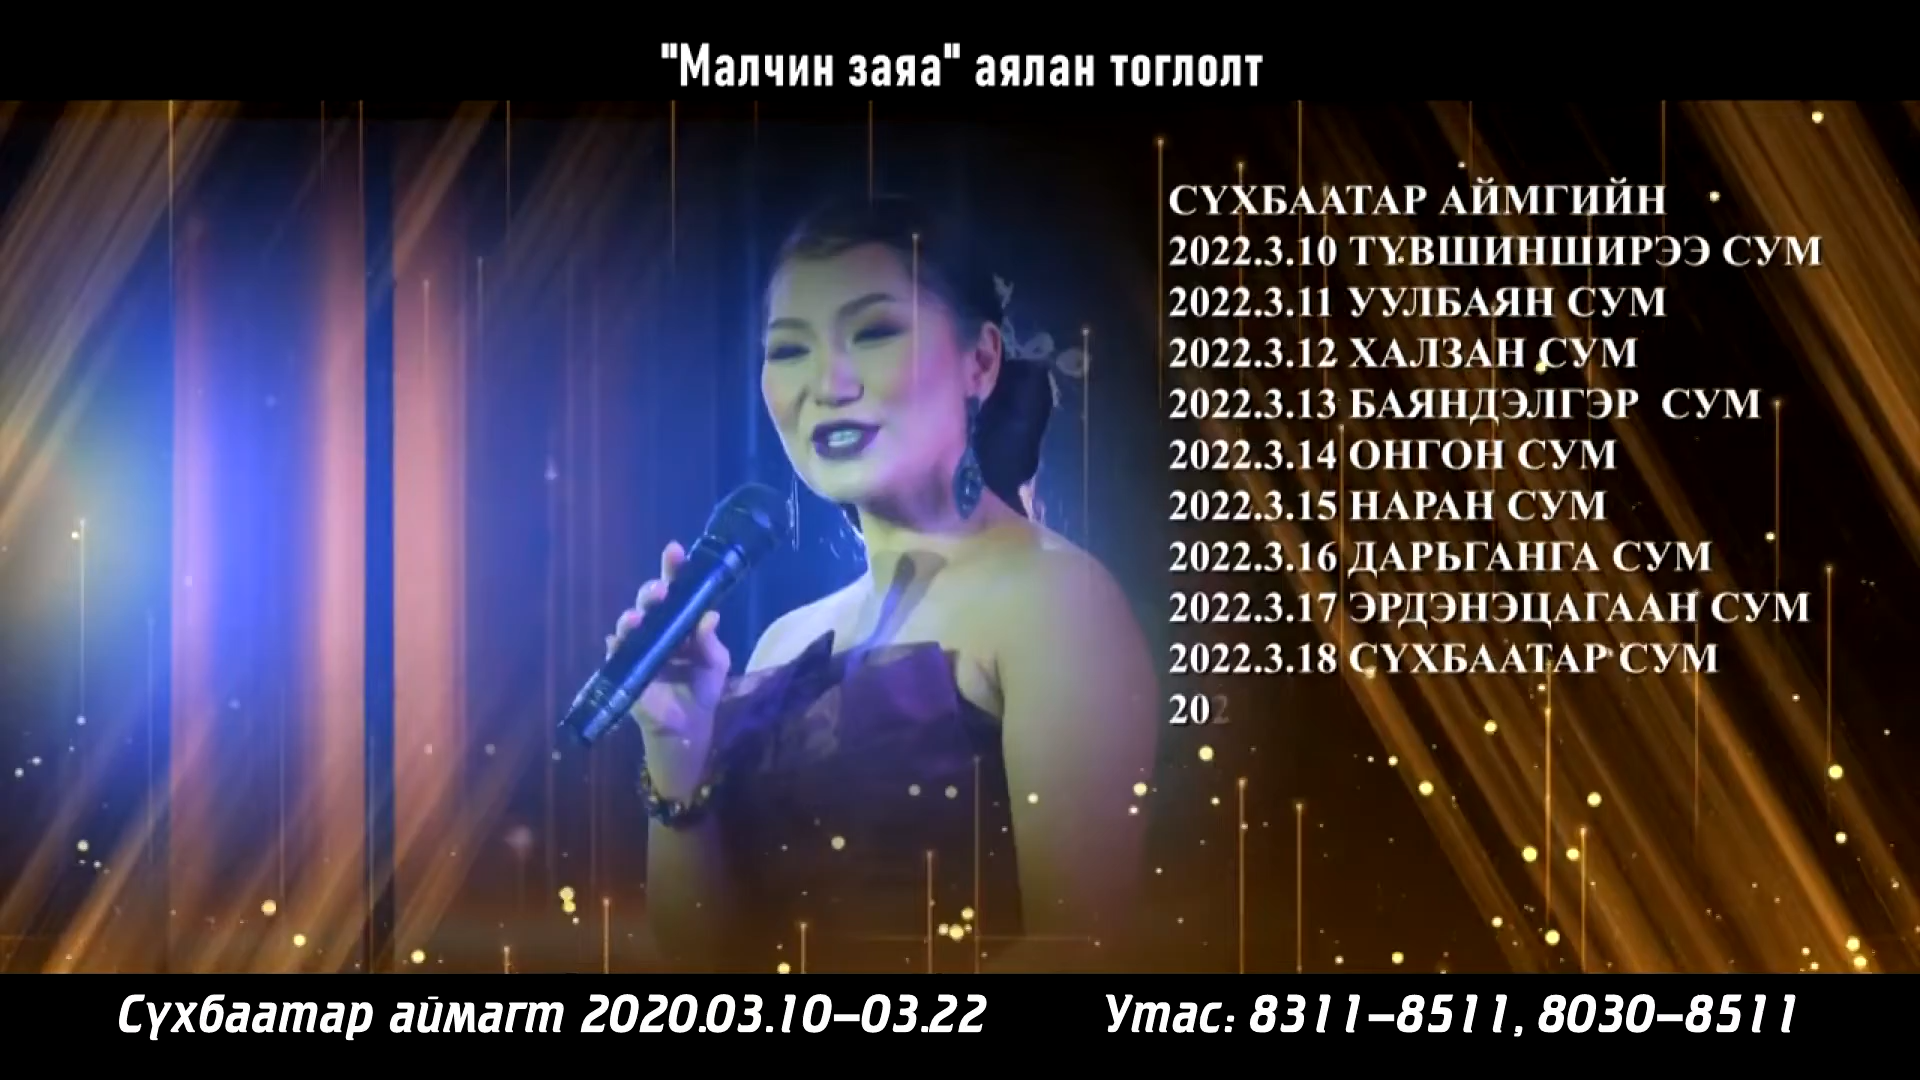 "Малчин заяа" аялан тоглолт
СҮХБААТАР АЙМГИЙН
2022.3.10 ТҮВШИНШИРЭЭ СУМ
2022.3.11 УУЛБАЯН СУМ
2022.3.12 ХАЛЗАН СУМ
2022.3.13 БАЯНДЭЛГЭР СУМ
2022.3.14 ОНГОН СУМ
2022.3.15 НАРАН СУМ
2022.3.16 ДАРЬГАНГА СУМ
2022.3.17 ЭРДЭНЭЦАГААН СУМ
2022.3.18 СҮХБААТАР СУМ
202
Сүхбаатар аймагт 2020.03.10-03.22
Утас: 8311-8511, 8030-8511